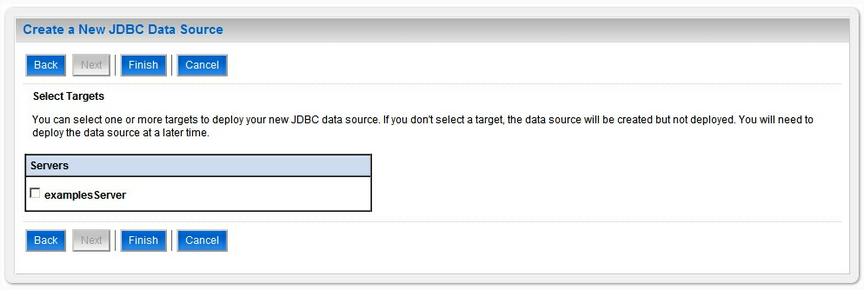 Create a New JDBC Data Source
Back Next Finish Cancel
Select Targets
You can select one or more targets to deploy your new JDBC data source. If you don't select a target, the data source will be created but not deployed. You will need to
deploy the data source at a later time.
Servers
examplesServer
Back Next Finish Cancel